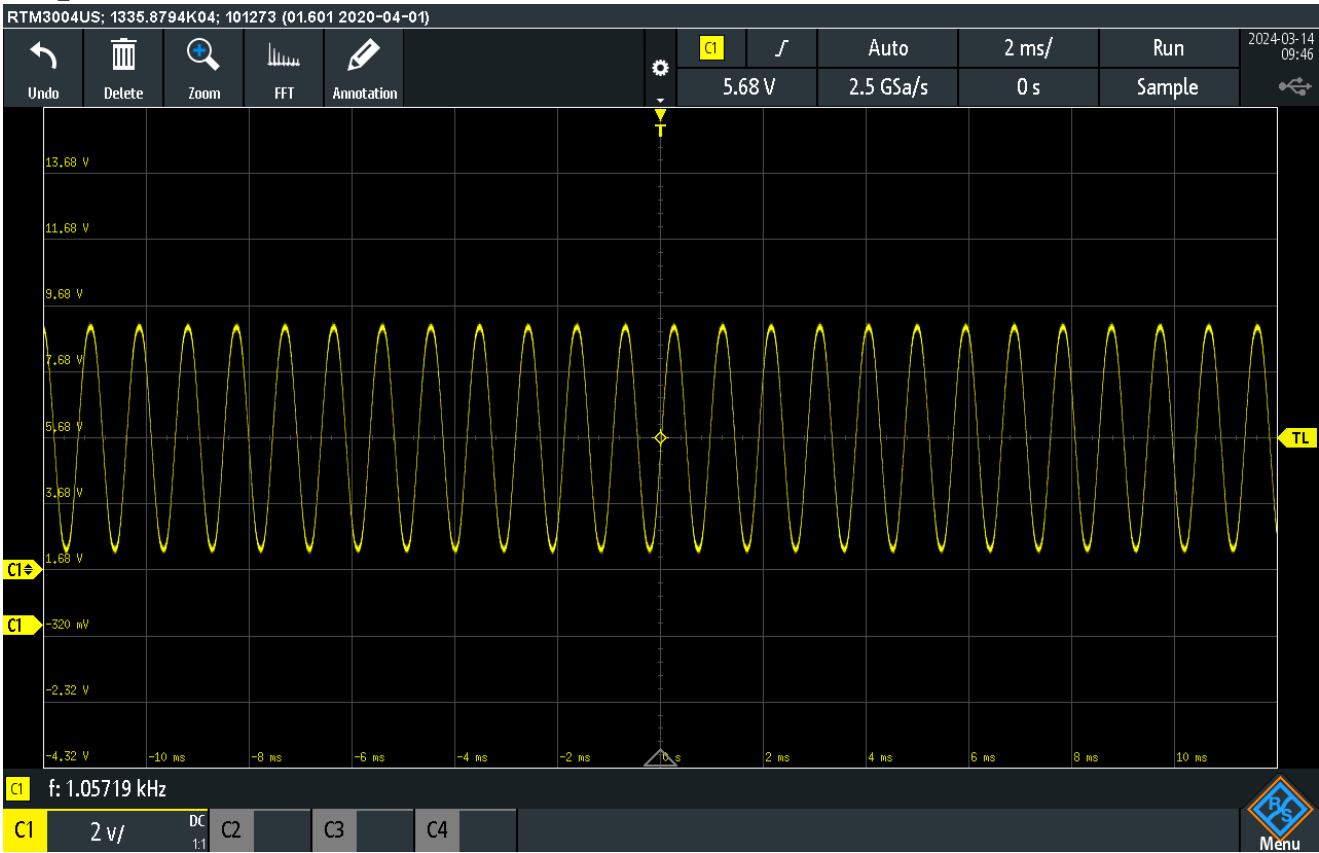 RTM3004US; 1335.8794K04; 101273 (01.601 2020-04-01)
C1 Auto 2 ms/ Run 2024-03-14
09:46
Undo Delete Zoom FFT Annotation 5.68 V 2.5 GSa/s 0 s Sample
T
13.68 V
11.68 V
9.68 V
7.68 V
5.68 V
TL
3.68 V
1.68 V
C1
C1 -320 mV
-2.32 V
-4.32 V -10 ms -8 ms -6 ms -4 ms -2 ms 0 s 2 ms 4 ms 6 ms 8 ms 10 ms
C1 f: 1.05719 kHz
R/S
C1 2 V/ DC C2 C3 C4
1:1
Menu